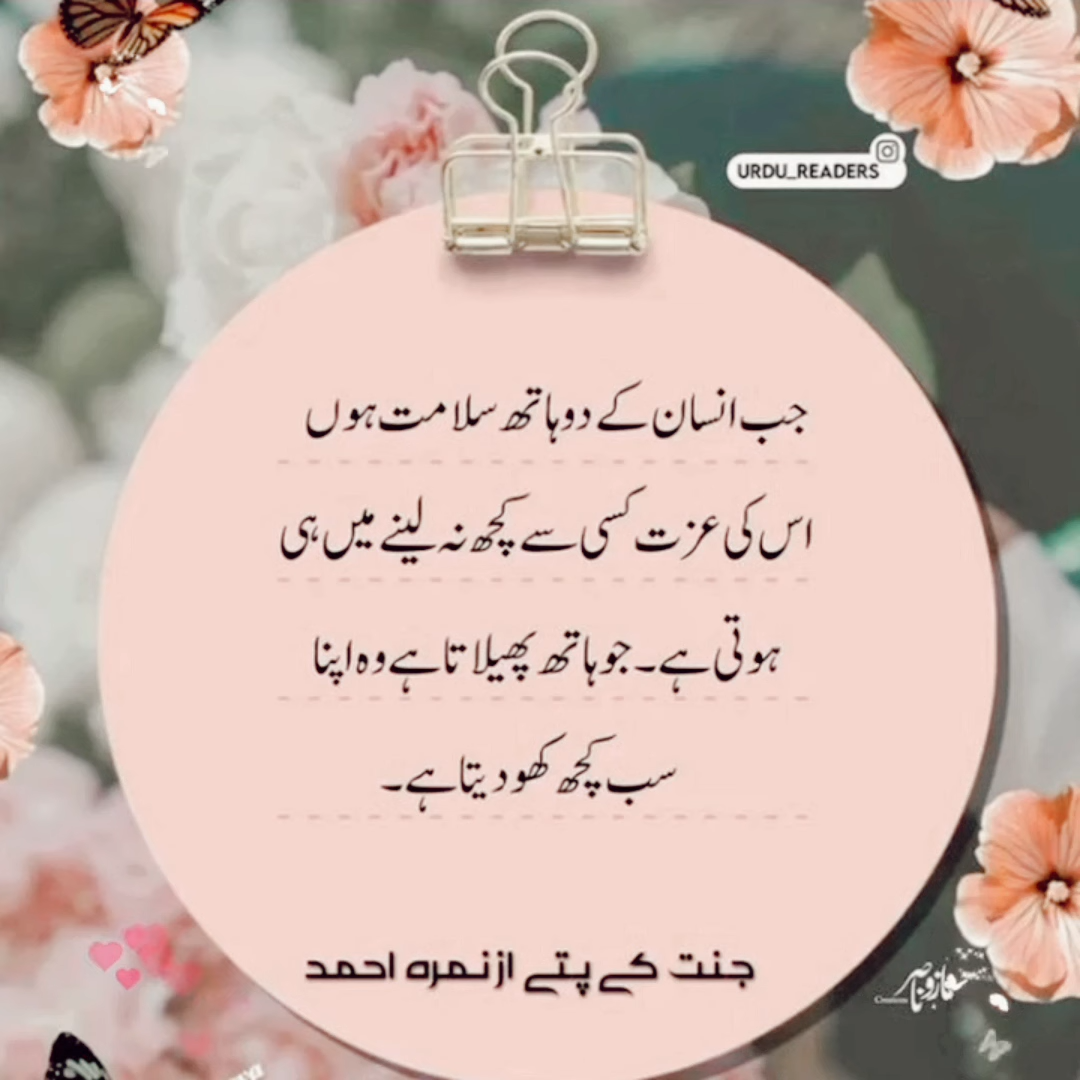 URDU_READERS
جب انسان کے دو ہاتھ سلامت ہوں
اس کی عزت کسی سے کچھ نہ لینے میں ہی
ہوتی ہے۔ جو ہاتھ پھیلاتا ہے وہ اپنا
سب کچھ کھو دیتا ہے۔
جنت کے پتے از نمرہ احمد
Creations